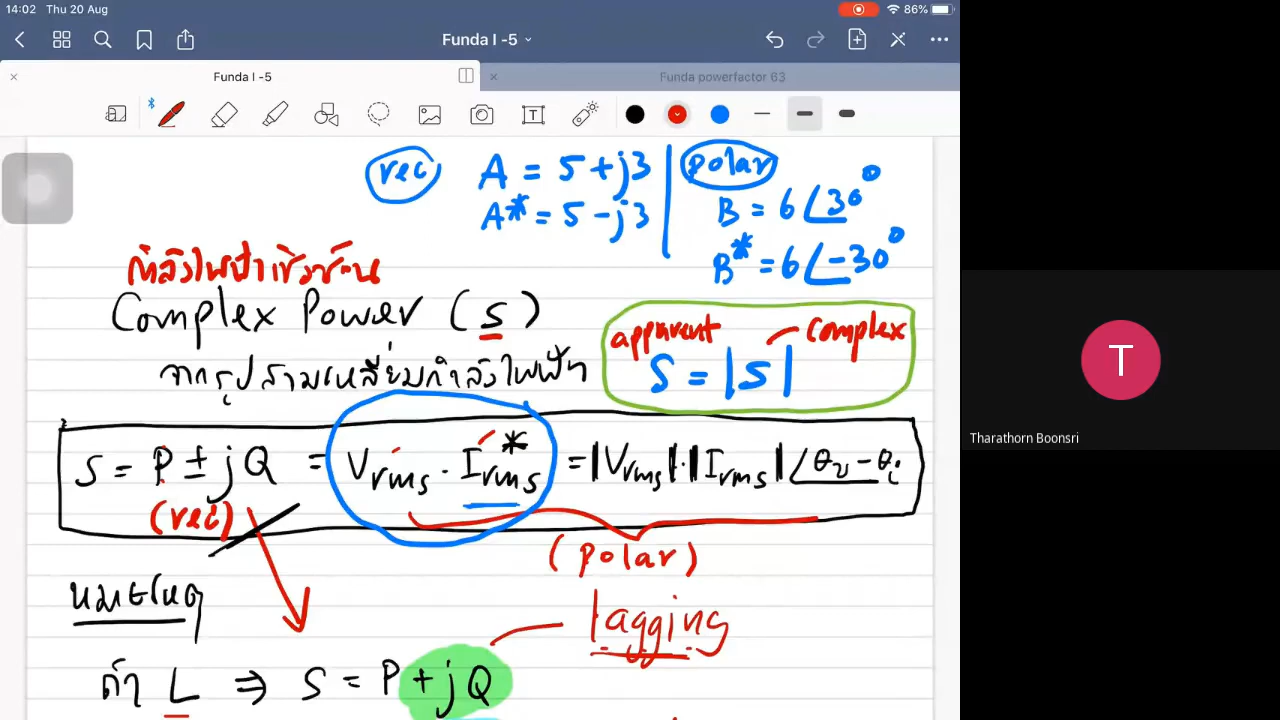 14:02 Thu 20 Aug
86%
Funda I -5
Funda I -5
Funda powerfactor 63
rec A = 5 + j3
A* = 5 - j3
polar
B = 6∠30°
B* = 6∠-30°
กำลังไฟฟ้าเชิงซ้อน
Complex Power (S)
จากรูปสามเหลี่ยมกำลังไฟฟ้า
apparent complex
S = |S|
S = P ± jQ = Vrms · Irms* = |Vrms|·|Irms| ∠θv - θi
(rec)
(polar)
หมายเหตุ
lagging
ถ้า L ⇒ S = P + jQ
T
Tharathorn Boonsri